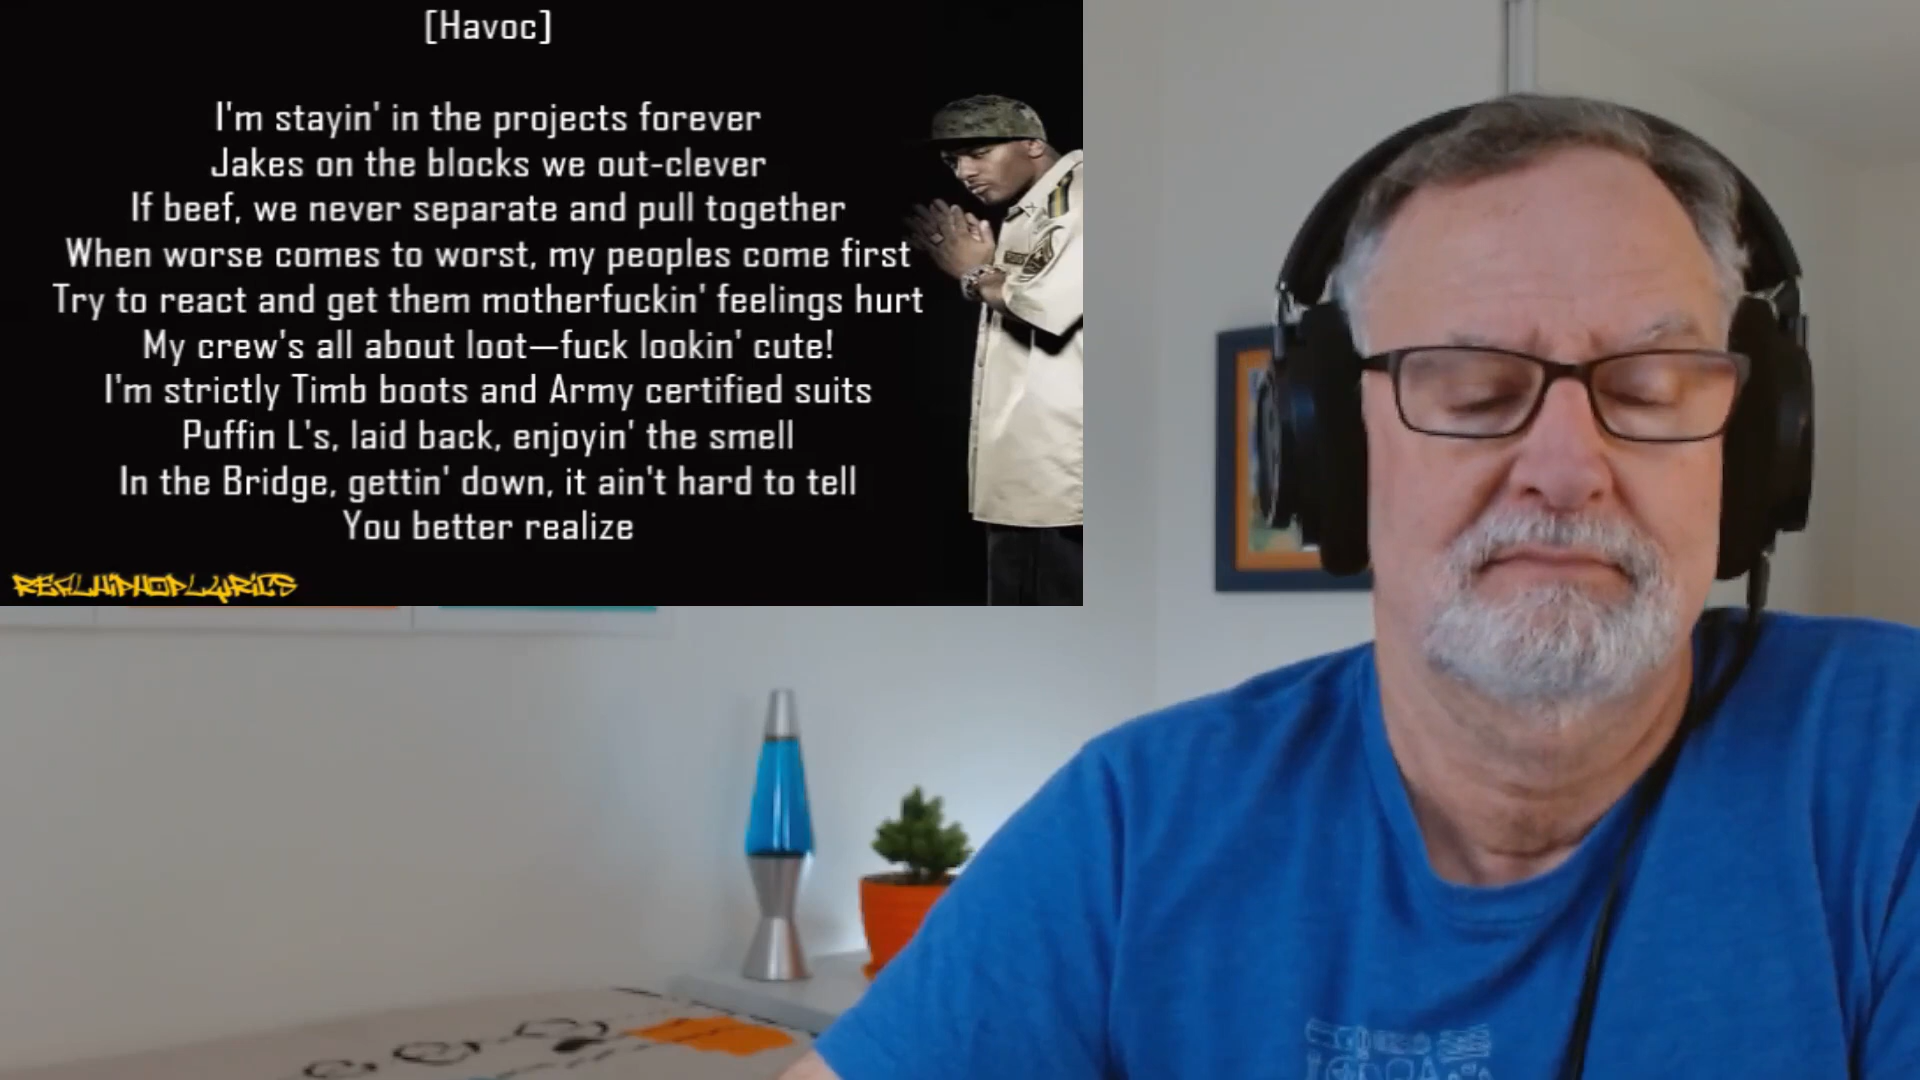 [Havoc]
I'm stayin' in the projects forever
Jakes on the blocks we out-clever
If beef, we never separate and pull together
When worse comes to worst, my peoples come first
Try to react and get them motherfuckin' feelings hurt
My crew's all about loot—fuck lookin' cute!
I'm strictly Timb boots and Army certified suits
Puffin L's, laid back, enjoyin' the smell
In the Bridge, gettin' down, it ain't hard to tell
You better realize
REALHIPHOPLYRICS